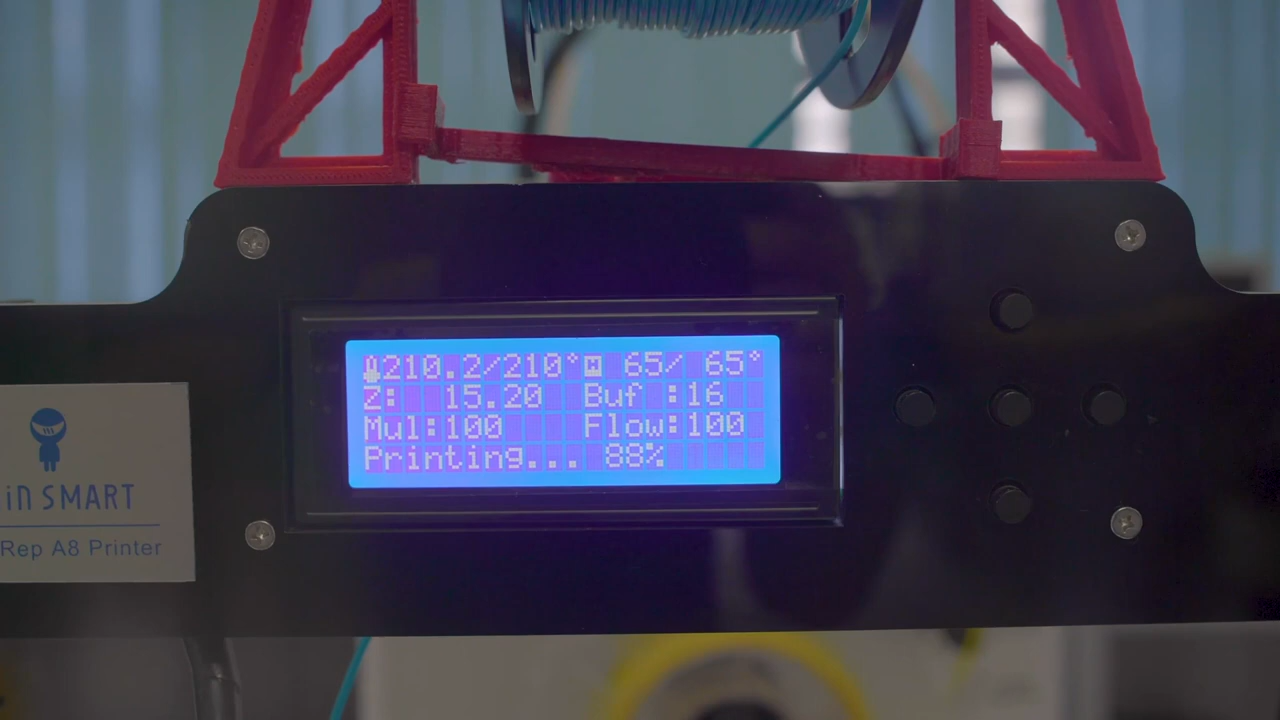 210.2/210° 65/ 65°
Z: 15.20 Buf :16
Mul:100 Flow:100
Printing... 88%
in SMART
Rep A8 Printer